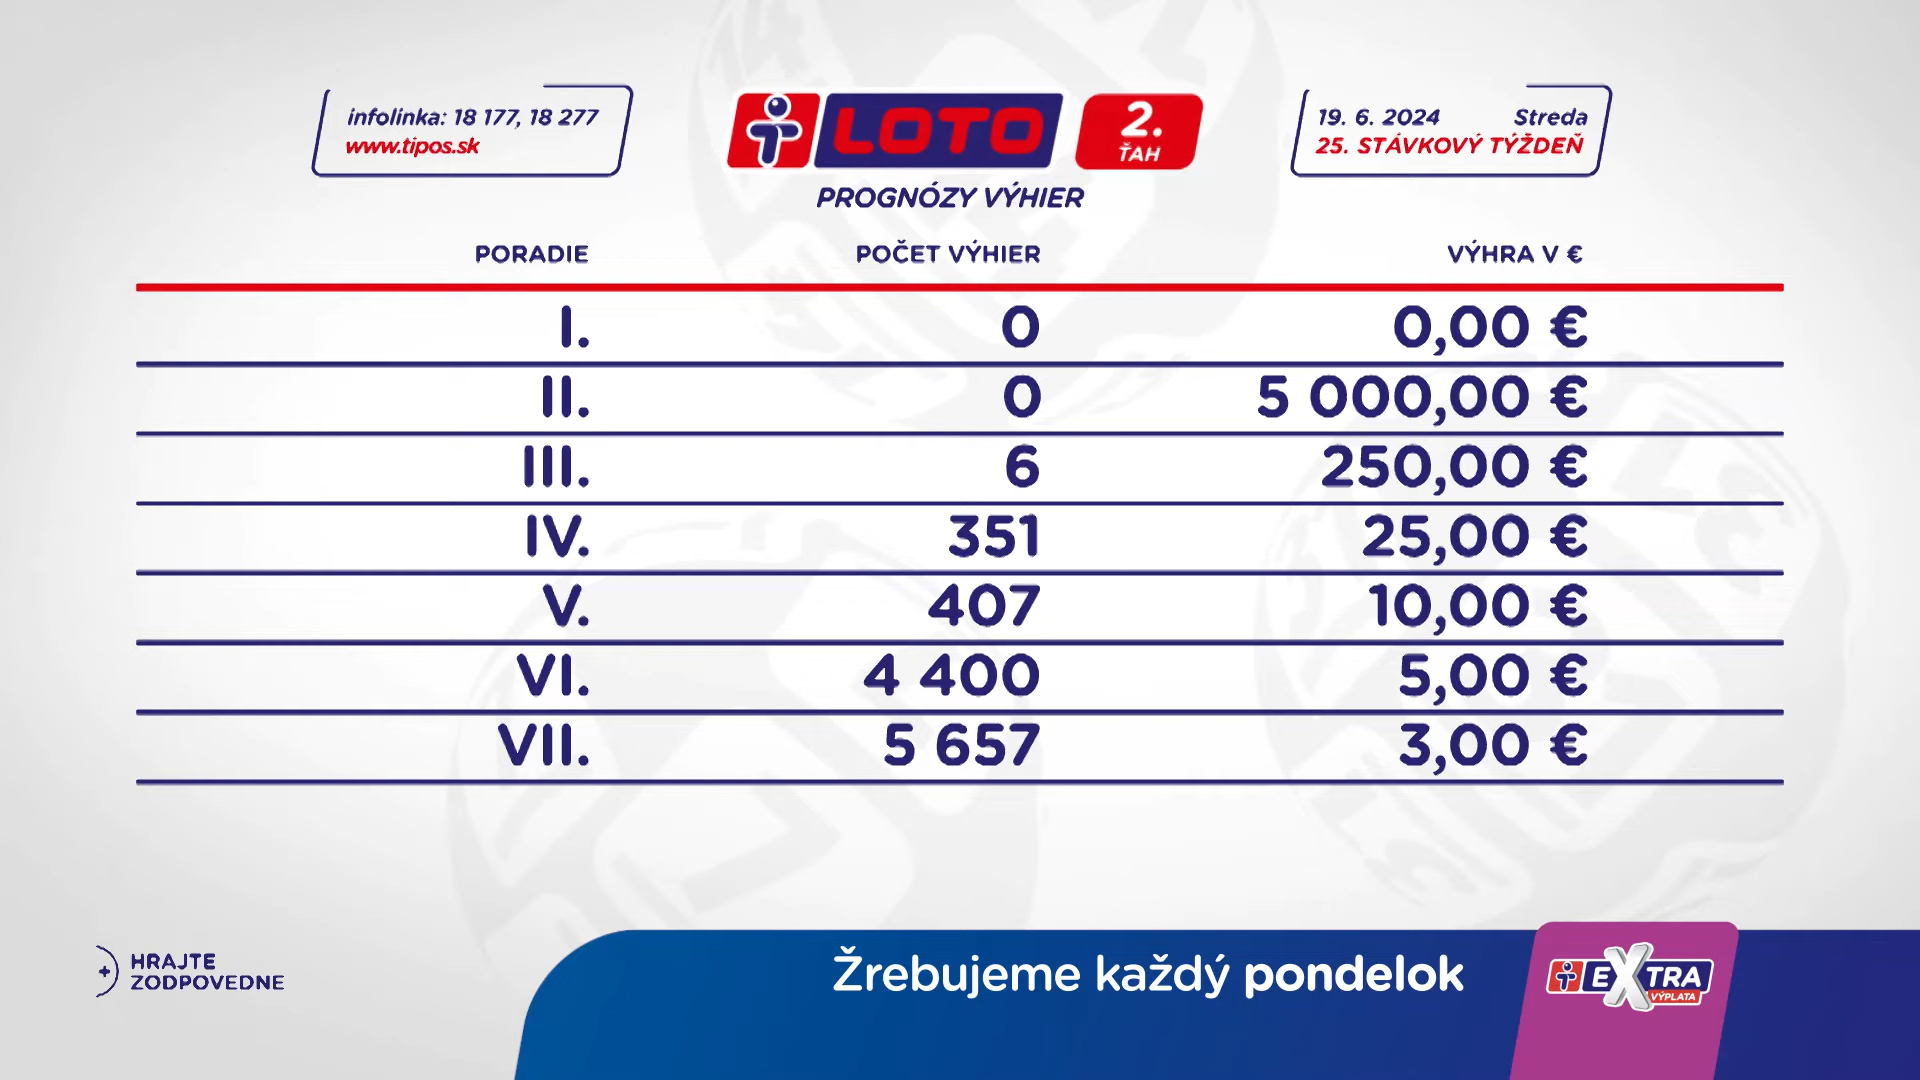 infolinka: 18 177, 18 277
www.tipos.sk
LOTO
2.
ŤAH
19. 6. 2024 Streda
25. STÁVKOVÝ TÝŽDEŇ
PROGNÓZY VÝHIER
PORADIE POČET VÝHIER VÝHRA V €
I. 0 0,00 €
II. 0 5 000,00 €
III. 6 250,00 €
IV. 351 25,00 €
V. 407 10,00 €
VI. 4 400 5,00 €
VII. 5 657 3,00 €
HRAJTE
ZODPOVEDNE
Žrebujeme každý pondelok
EXTRA
VÝPLATA